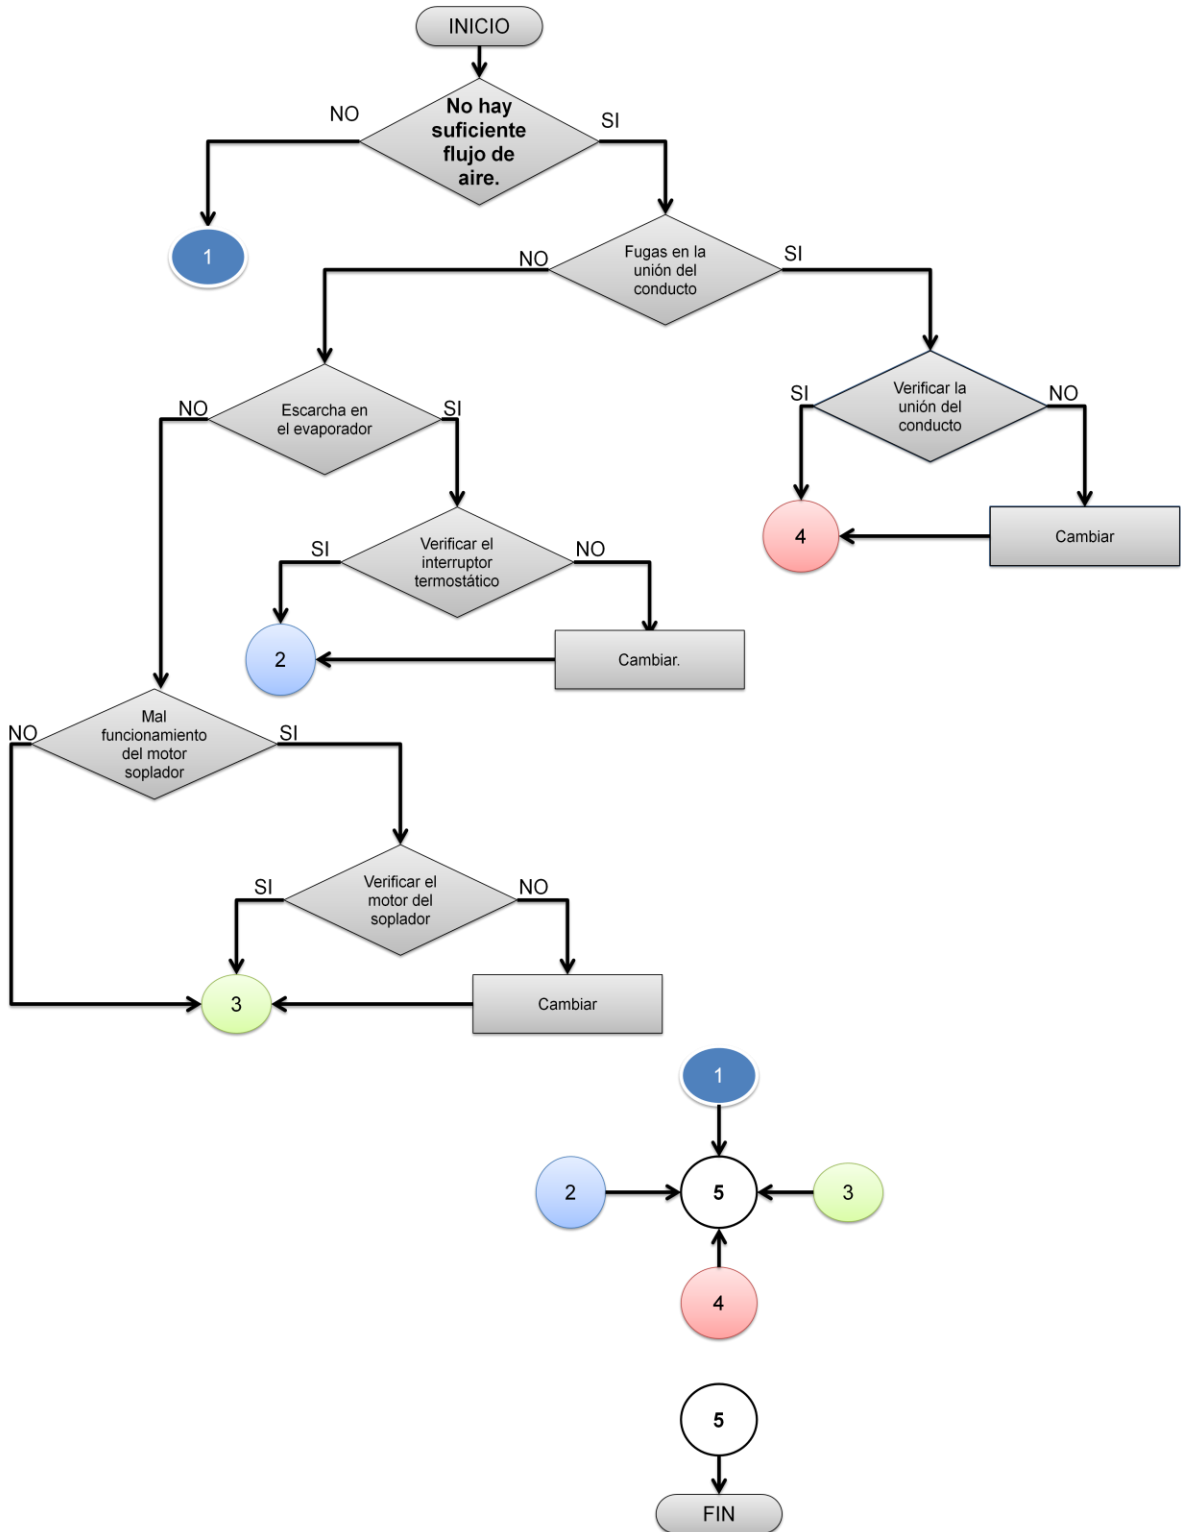 INICIO
NO
No hay
suficiente
flujo de
aire.
SI
1
NO
Fugas en la
unión del
conducto
SI
NO
Escarcha en
el evaporador
SI
SI
Verificar la
unión del
conducto
NO
4
Cambiar
SI
Verificar el
interruptor
termostático
NO
2
Cambiar.
NO
Mal
funcionamiento
del motor
soplador
SI
SI
Verificar el
motor del
soplador
NO
3
Cambiar
1
2
5
3
4
5
FIN